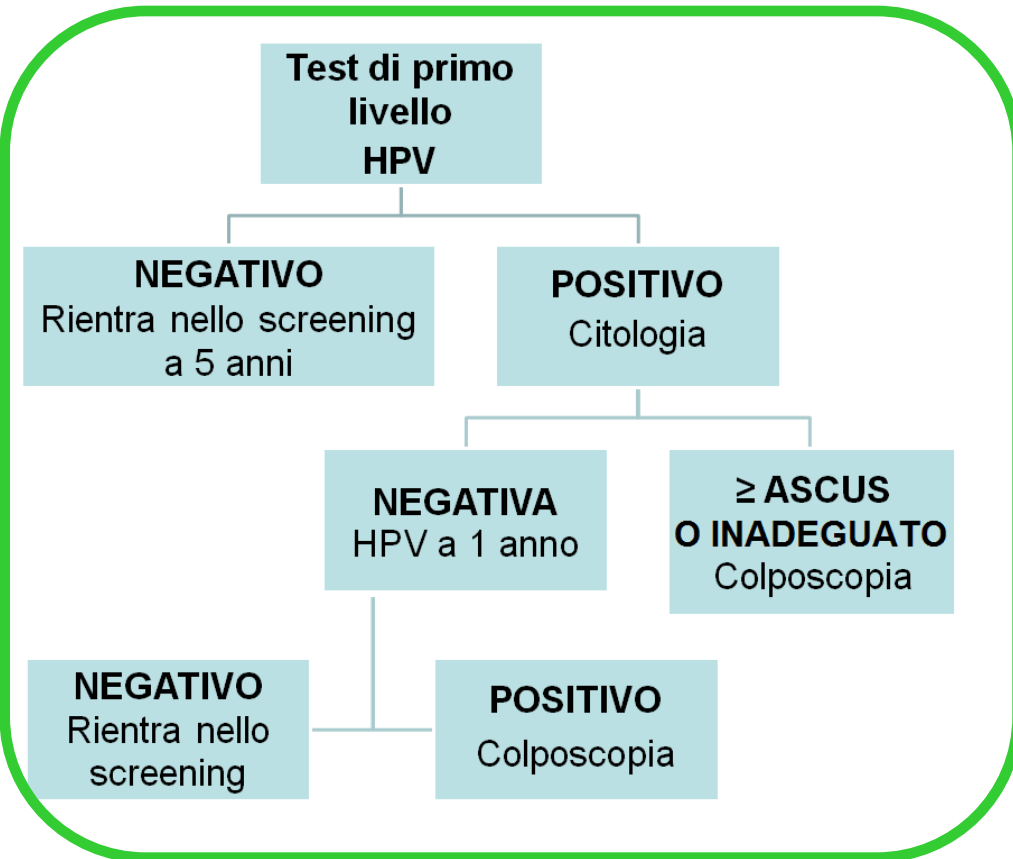 Test di primo
livello
HPV
NEGATIVO
Rientra nello screening
a 5 anni
POSITIVO
Citologia
NEGATIVA
HPV a 1 anno
≥ ASCUS
O INADEGUATO
Colposcopia
NEGATIVO
Rientra nello
screening
POSITIVO
Colposcopia